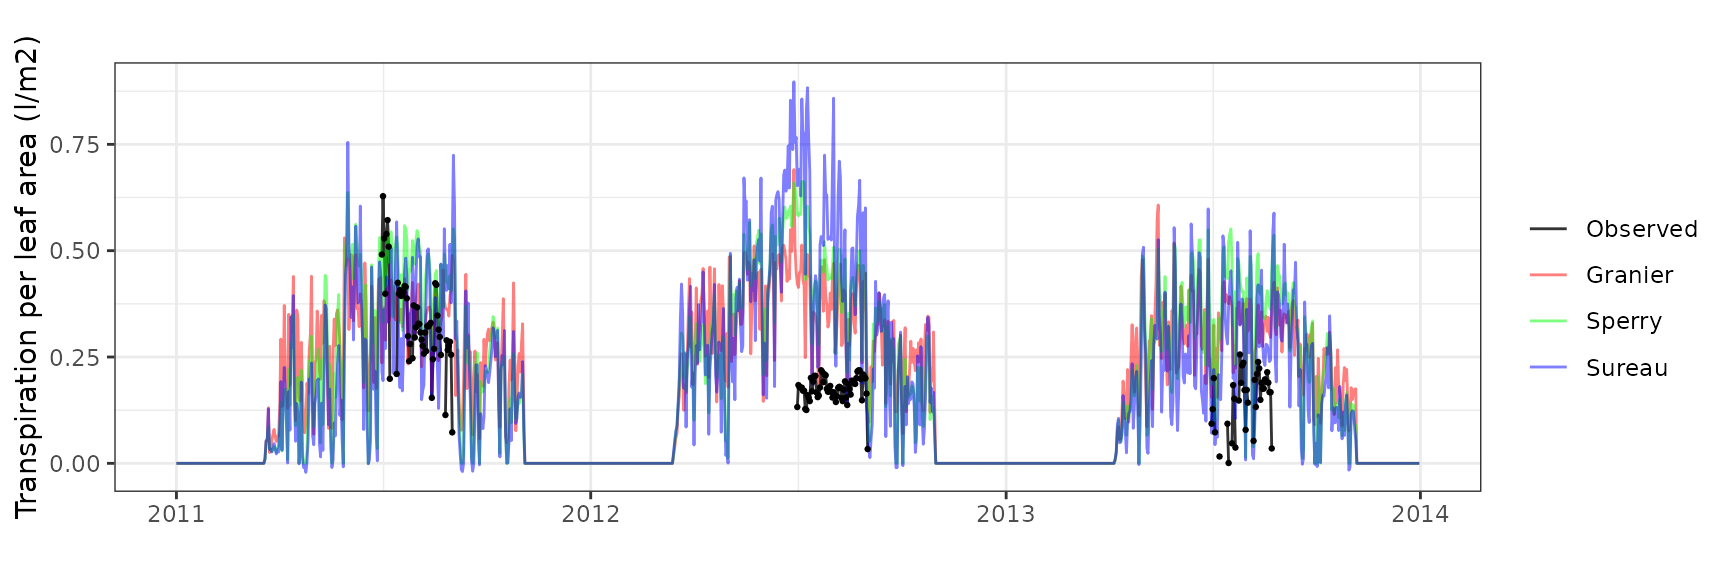 Transpiration per leaf area (l/m2)
0.75
0.50
0.25
0.00
2011
2012
2013
2014
Observed
Granier
Sperry
Sureau